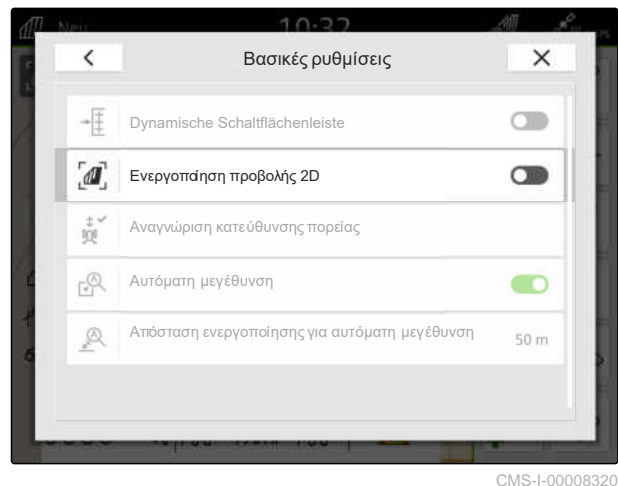 Neu 10:32
Βασικές ρυθμίσεις
Dynamische Schaltflächenleiste
Ενεργοποίηση προβολής 2D
Αναγνώριση κατεύθυνσης πορείας
Αυτόματη μεγέθυνση
Απόσταση ενεργοποίησης για αυτόματη μεγέθυνση 50 m
CMS-I-00008320